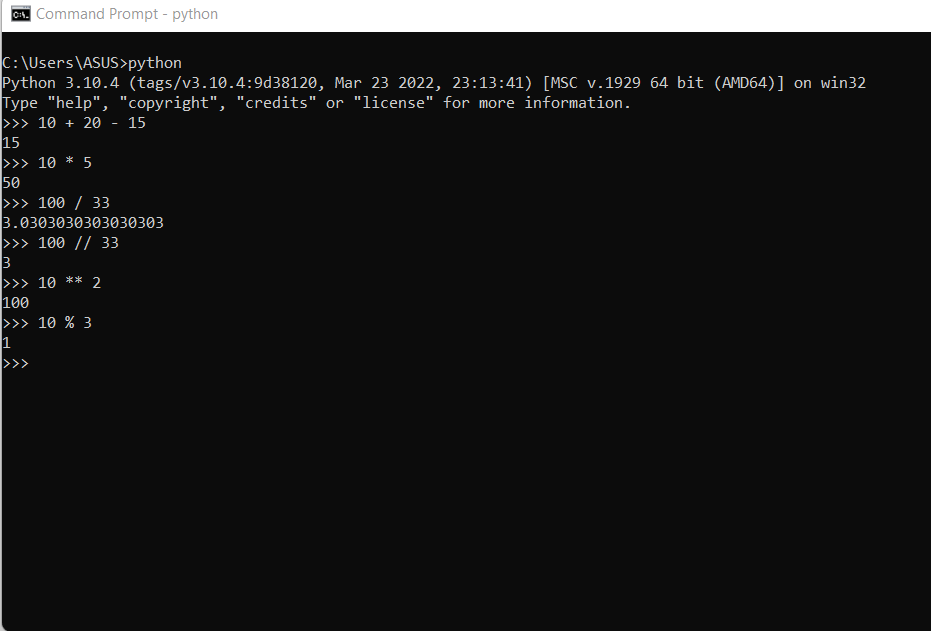 Command Prompt - python
C:\Users\ASUS>python
Python 3.10.4 (tags/v3.10.4:9d38120, Mar 23 2022, 23:13:41) [MSC v.1929 64 bit (AMD64)] on win32
Type "help", "copyright", "credits" or "license" for more information.
>>> 10 + 20 - 15
15
>>> 10 * 5
50
>>> 100 / 33
3.0303030303030303
>>> 100 // 33
3
>>> 10 ** 2
100
>>> 10 % 3
1
>>>